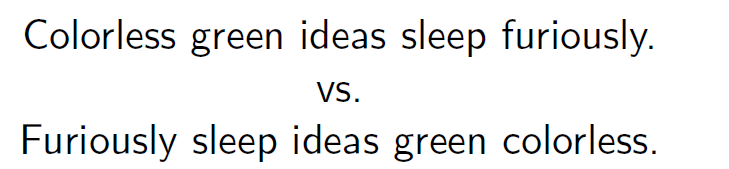 Colorless green ideas sleep furiously.
vs.
Furiously sleep ideas green colorless.